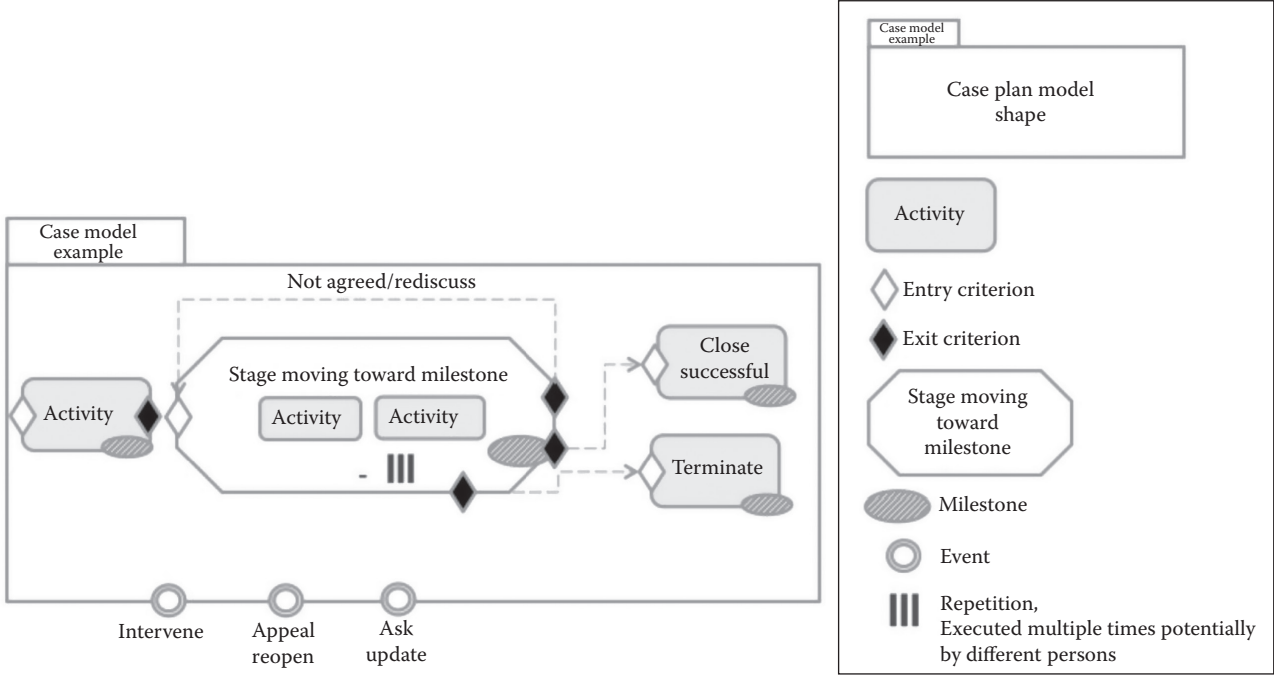 Case model
example
Not agreed/rediscuss
Stage moving toward milestone
Activity
Activity
Activity
Close
successful
Terminate
-
Intervene
Appeal
reopen
Ask
update
Case model
example
Case plan model
shape
Activity
Entry criterion
Exit criterion
Stage moving
toward
milestone
Milestone
Event
Repetition,
Executed multiple times potentially
by different persons